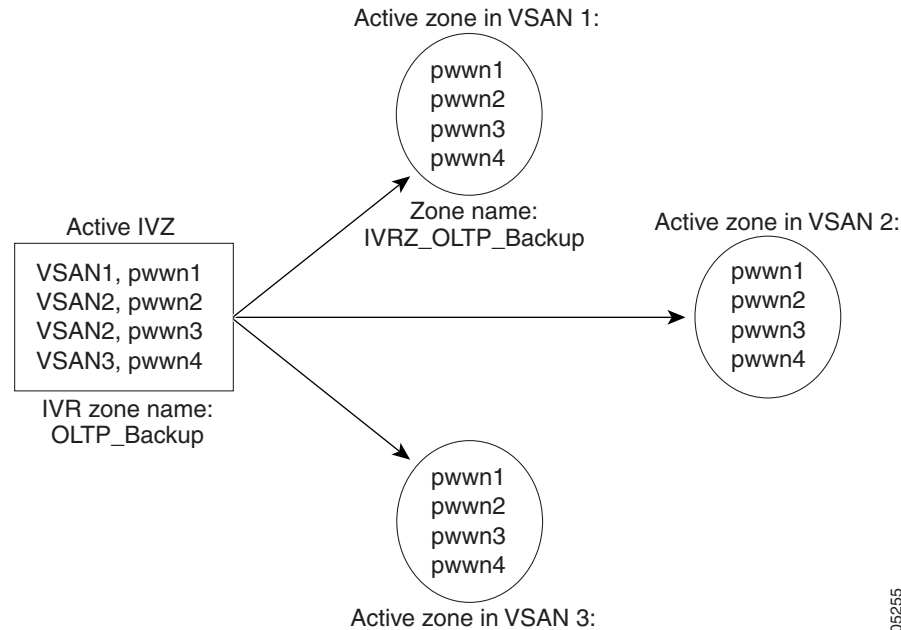 Active zone in VSAN 1:
pwwn1
pwwn2
pwwn3
pwwn4
Zone name:
IVRZ_OLTP_Backup
Active IVZ
VSAN1, pwwn1
VSAN2, pwwn2
VSAN2, pwwn3
VSAN3, pwwn4
IVR zone name:
OLTP_Backup
Active zone in VSAN 2:
pwwn1
pwwn2
pwwn3
pwwn4
pwwn1
pwwn2
pwwn3
pwwn4
Active zone in VSAN 3: